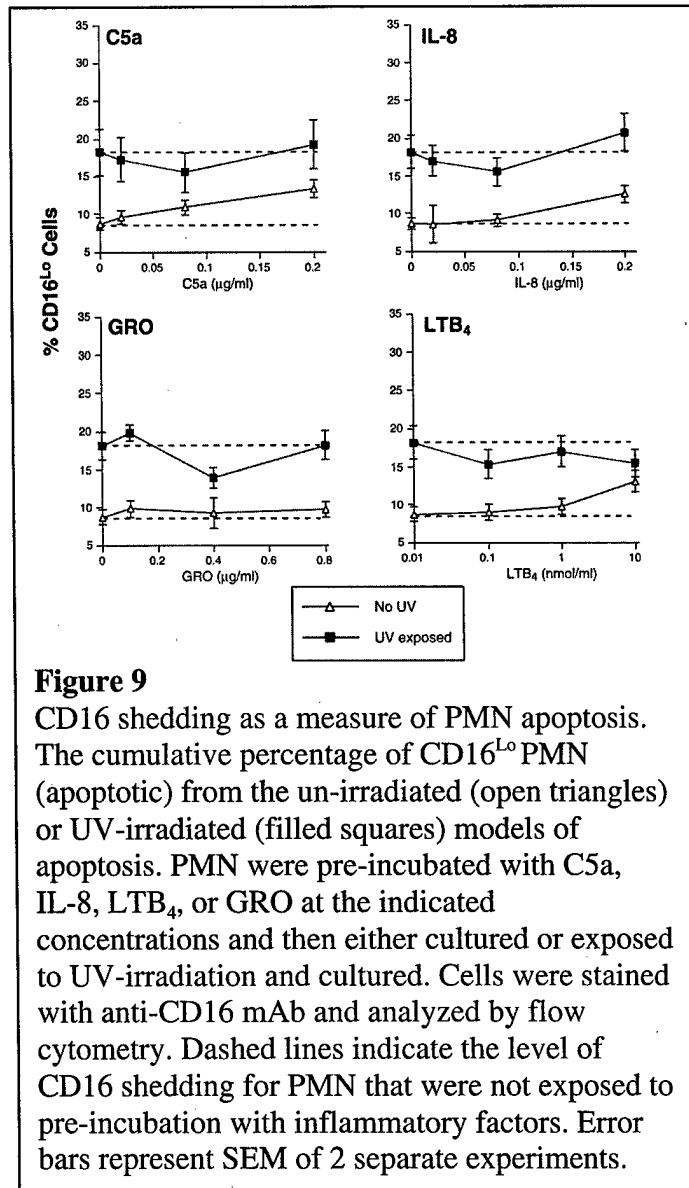 C5a
IL-8
35
30
25
20
15
10
5
0 0.05 0.1 0.15 0.2
C5a (µg/ml)
35
30
25
20
15
10
5
0 0.05 0.1 0.15 0.2
IL-8 (µg/ml)
% CD16^Lo Cells
GRO
LTB₄
35
30
25
20
15
10
5
0 0.2 0.4 0.6 0.8
GRO (µg/ml)
35
30
25
20
15
10
5
0.01 0.1 1 10
LTB₄ (nmol/ml)
No UV
UV exposed
Figure 9
CD16 shedding as a measure of PMN apoptosis.
The cumulative percentage of CD16^Lo PMN
(apoptotic) from the un-irradiated (open triangles)
or UV-irradiated (filled squares) models of
apoptosis. PMN were pre-incubated with C5a,
IL-8, LTB₄, or GRO at the indicated
concentrations and then either cultured or exposed
to UV-irradiation and cultured. Cells were stained
with anti-CD16 mAb and analyzed by flow
cytometry. Dashed lines indicate the level of
CD16 shedding for PMN that were not exposed to
pre-incubation with inflammatory factors. Error
bars represent SEM of 2 separate experiments.